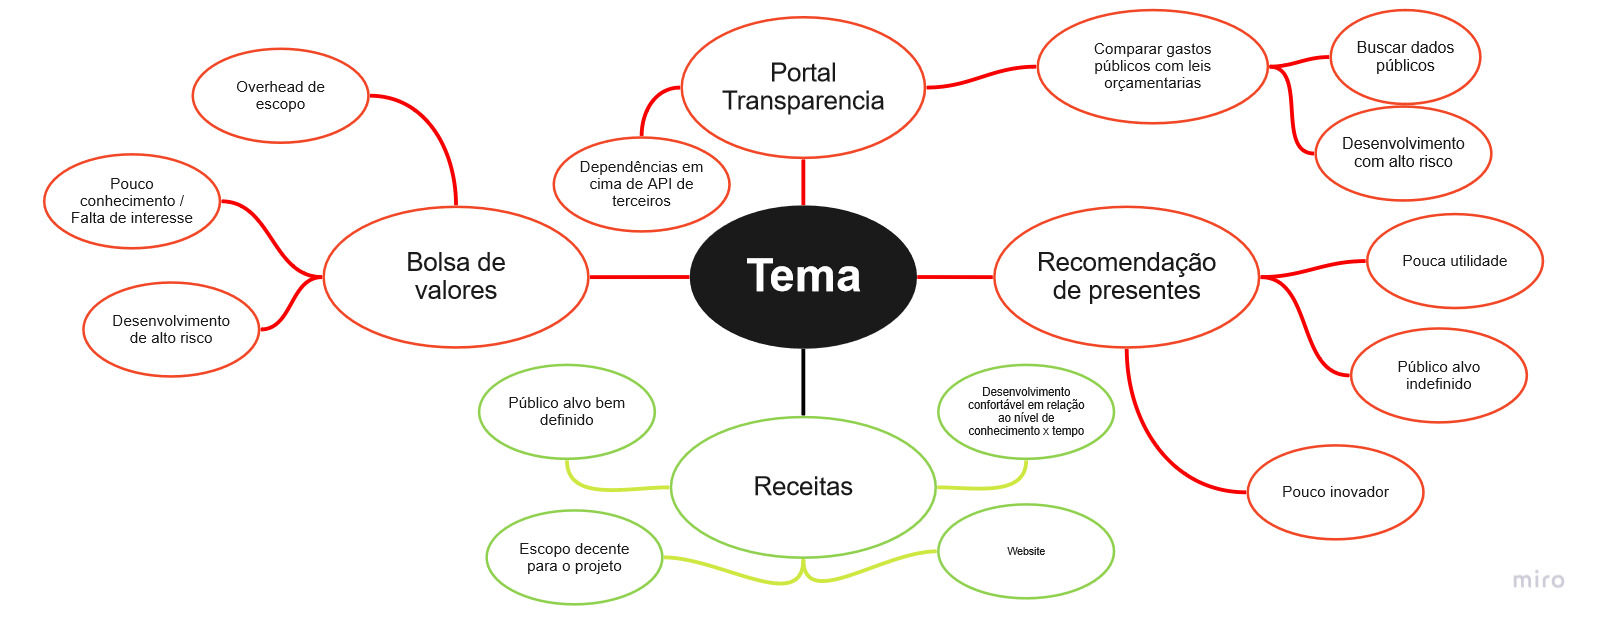 Portal
Transparencia
Comparar gastos
públicos com leis
orçamentarias
Buscar dados
públicos
Desenvolvimento
com alto risco
Dependências em
cima de API de
terceiros
Overhead de
escopo
Pouco
conhecimento /
Falta de interesse
Desenvolvimento
de alto risco
Bolsa de
valores
Tema
Recomendação
de presentes
Pouca utilidade
Público alvo
indefinido
Pouco inovador
Público alvo bem
definido
Desenvolvimento
confortável em relação
ao nível de
conhecimento x tempo
Receitas
Escopo decente
para o projeto
Website
miro